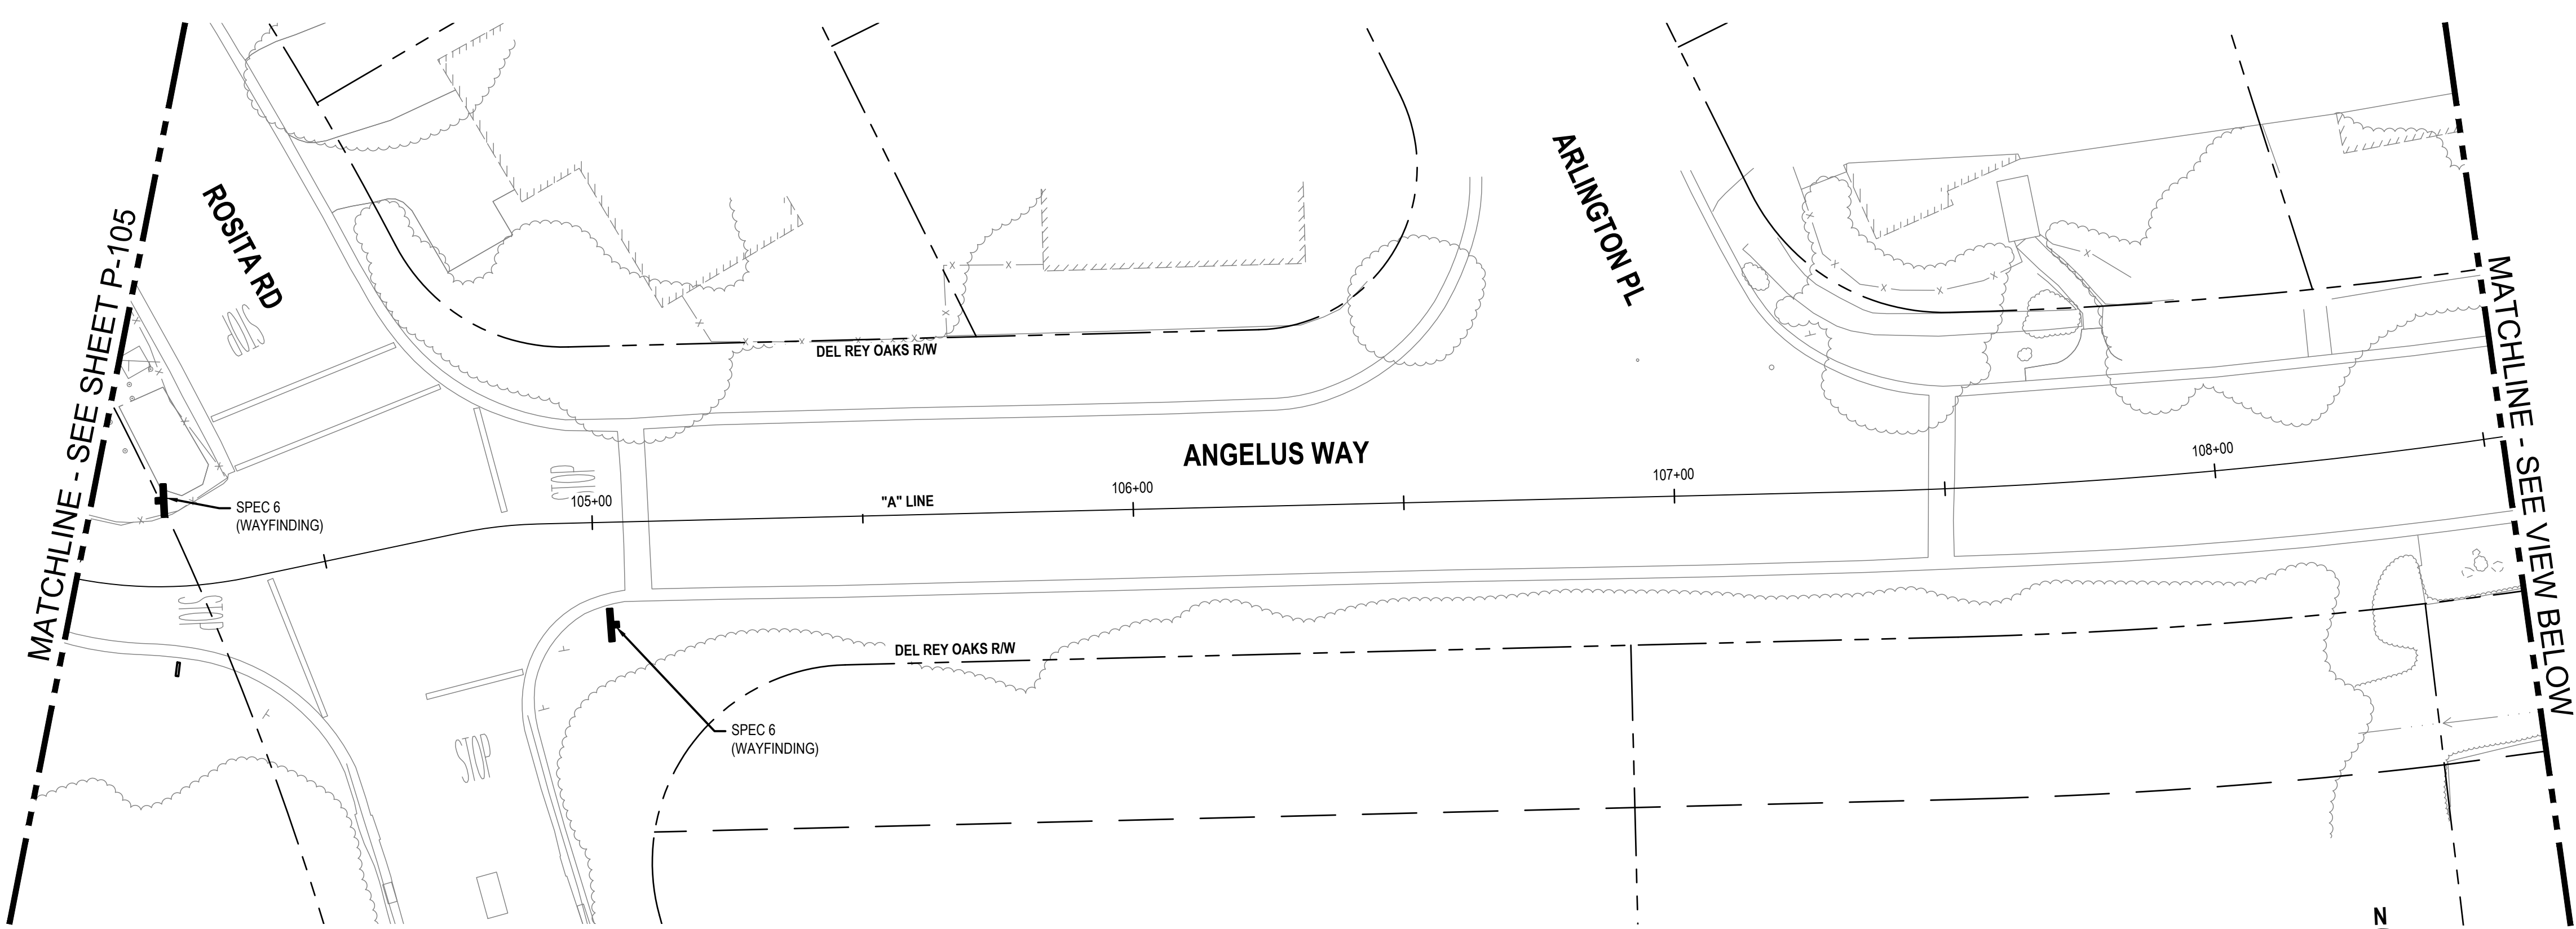 MATCHLINE - SEE SHEET P-105
ROSITA RD
STOP
ARLINGTON PL
DEL REY OAKS R/W
ANGELUS WAY
STOP
105+00
106+00
"A" LINE
107+00
108+00
SPEC 6
(WAYFINDING)
STOP
DEL REY OAKS R/W
SPEC 6
(WAYFINDING)
STOP
MATCHLINE - SEE VIEW BELOW
N